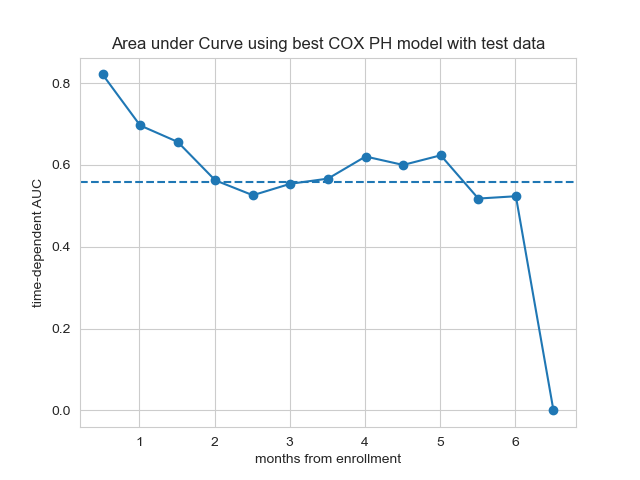 Area under Curve using best COX PH model with test data
time-dependent AUC
0.8
0.6
0.4
0.2
0.0
1 2 3 4 5 6
months from enrollment